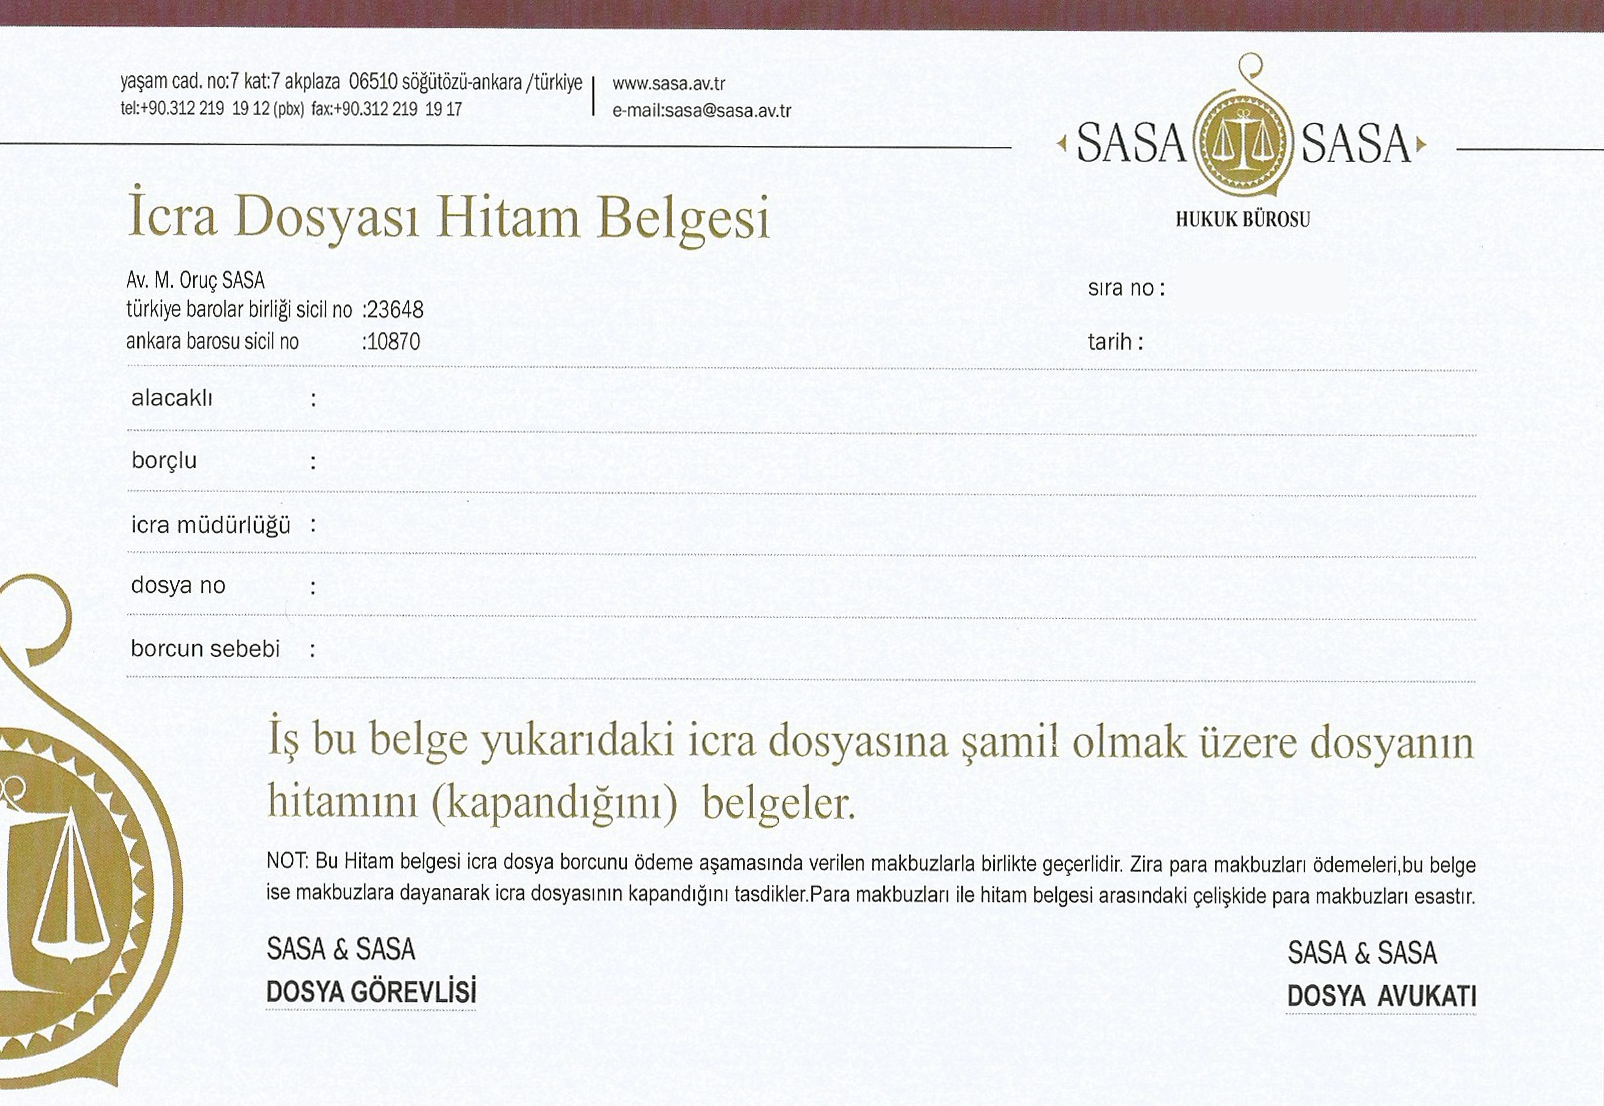 yaşam cad. no:7 kat:7 akplaza 06510 söğütözü-ankara /türkiye
tel:+90.312 219 19 12 (pbx) fax:+90.312 219 19 17
www.sasa.av.tr
e-mail:sasa@sasa.av.tr
SASA SASA
HUKUK BÜROSU
İcra Dosyası Hitam Belgesi
Av. M. Oruç SASA
türkiye barolar birliği sicil no :23648
ankara barosu sicil no :10870
sıra no :
tarih :
alacaklı :
borçlu :
icra müdürlüğü :
dosya no :
borcun sebebi :
İş bu belge yukarıdaki icra dosyasına şamil olmak üzere dosyanın
hitamını (kapandığını) belgeler.
NOT: Bu Hitam belgesi icra dosya borcunu ödeme aşamasında verilen makbuzlarla birlikte geçerlidir. Zira para makbuzları ödemeleri,bu belge
ise makbuzlara dayanarak icra dosyasının kapandığını tasdikler.Para makbuzları ile hitam belgesi arasındaki çelişkide para makbuzları esastır.
SASA & SASA
DOSYA GÖREVLİSİ
SASA & SASA
DOSYA AVUKATI